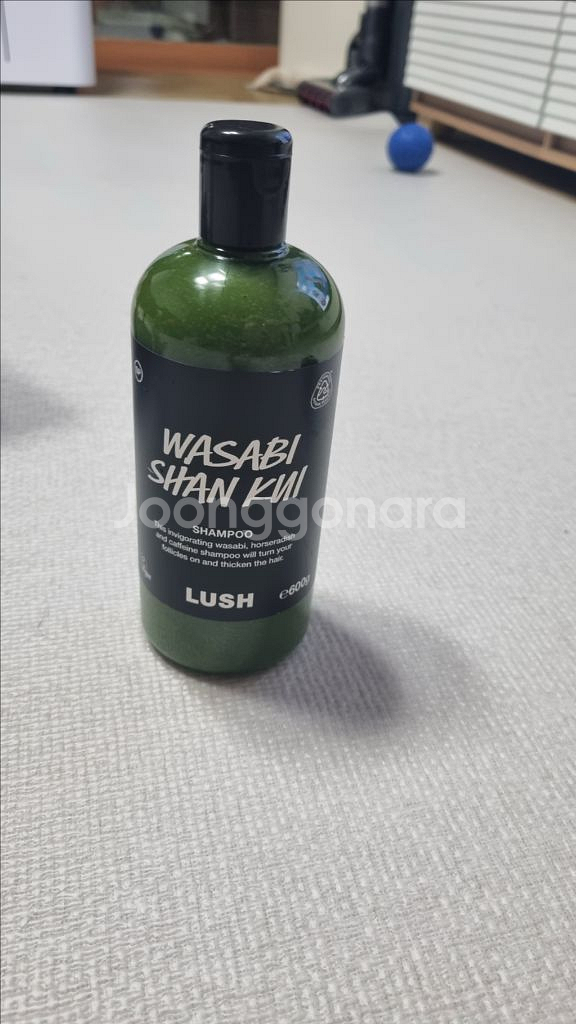 WASABI
SHAN KUI
Joonggonara
SHAMPOO
This invigorating wasabi, horseradish
and caffeine shampoo will turn your
follicles on and thicken the hair.
LUSH
℮600g